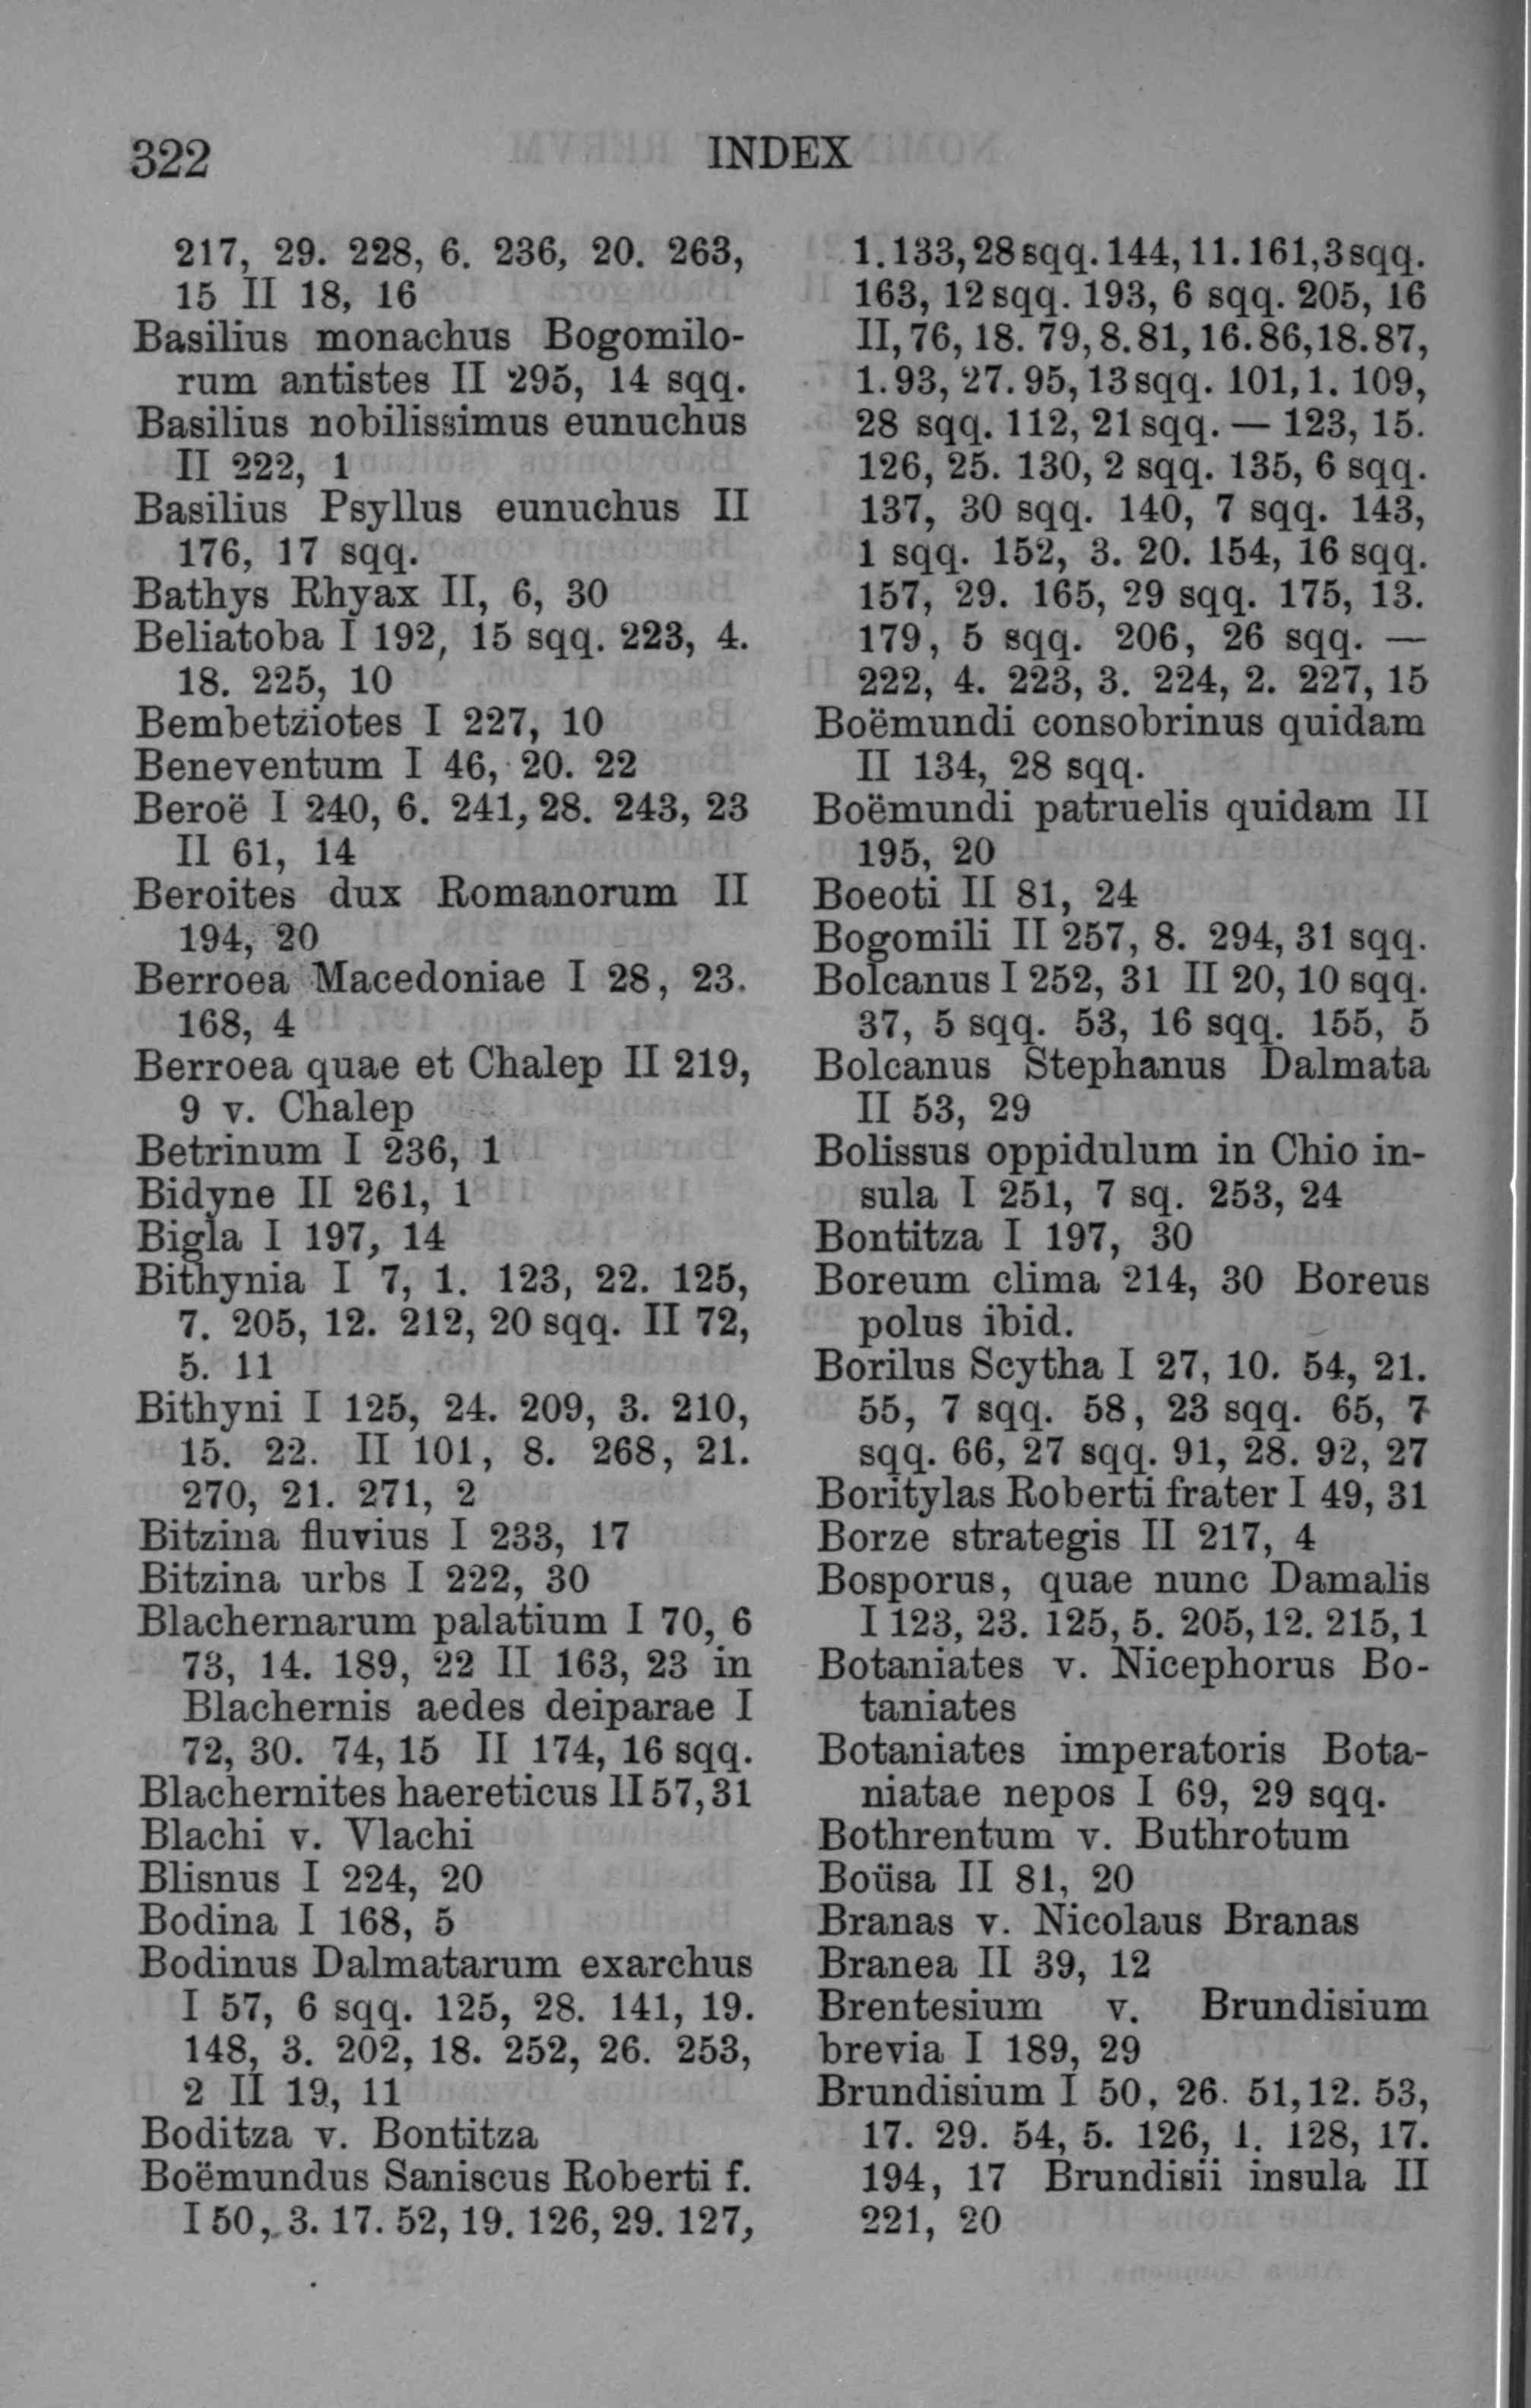 322
INDEX
217, 29. 228, 6. 236, 20. 263,
15 II 18, 16
Basilius monachus Bogomilo-
rum antistes II 295, 14 sqq.
Basilius nobilissimus eunuchus
II 222, 1
Basilius Psyllus eunuchus II
176, 17 sqq.
Bathys Rhyax II, 6, 30
Beliatoba I 192, 15 sqq. 223, 4.
18. 225, 10
Bembetziotes I 227, 10
Beneventum I 46, 20. 22
Beroë I 240, 6. 241, 28. 243, 23
II 61, 14
Beroites dux Romanorum II
194, 20
Berroea Macedoniae I 28, 23.
168, 4
Berroea quae et Chalep II 219,
9 v. Chalep
Betrinum I 236, 1
Bidyne II 261, 1
Bigla I 197, 14
Bithynia I 7, 1. 123, 22. 125,
7. 205, 12. 212, 20 sqq. II 72,
5. 11
Bithyni I 125, 24. 209, 3. 210,
15. 22. II 101, 8. 268, 21.
270, 21. 271, 2
Bitzina fluvius I 233, 17
Bitzina urbs I 222, 30
Blachernarum palatium I 70, 6
73, 14. 189, 22 II 163, 23 in
Blachernis aedes deiparae I
72, 30. 74, 15 II 174, 16 sqq.
Blachernites haereticus II 57, 31
Blachi v. Vlachi
Blisnus I 224, 20
Bodina I 168, 5
Bodinus Dalmatarum exarchus
I 57, 6 sqq. 125, 28. 141, 19.
148, 3. 202, 18. 252, 26. 253,
2 II 19, 11
Boditza v. Bontitza
Boëmundus Saniscus Roberti f.
I 50, 3. 17. 52, 19. 126, 29. 127,
1. 133, 28 sqq. 144, 11. 161, 3 sqq.
163, 12 sqq. 193, 6 sqq. 205, 16
II, 76, 18. 79, 8. 81, 16. 86, 18. 87,
1. 93, 27. 95, 13 sqq. 101, 1. 109,
28 sqq. 112, 21 sqq. — 123, 15.
126, 25. 130, 2 sqq. 135, 6 sqq.
137, 30 sqq. 140, 7 sqq. 143,
1 sqq. 152, 3. 20. 154, 16 sqq.
157, 29. 165, 29 sqq. 175, 13.
179, 5 sqq. 206, 26 sqq. —
222, 4. 223, 3. 224, 2. 227, 15
Boëmundi consobrinus quidam
II 134, 28 sqq.
Boëmundi patruelis quidam II
195, 20
Boeoti II 81, 24
Bogomili II 257, 8. 294, 31 sqq.
Bolcanus I 252, 31 II 20, 10 sqq.
37, 5 sqq. 53, 16 sqq. 155, 5
Bolcanus Stephanus Dalmata
II 53, 29
Bolissus oppidulum in Chio in-
sula I 251, 7 sq. 253, 24
Bontitza I 197, 30
Boreum clima 214, 30 Boreus
polus ibid.
Borilus Scytha I 27, 10. 54, 21.
55, 7 sqq. 58, 23 sqq. 65, 7
sqq. 66, 27 sqq. 91, 28. 92, 27
Boritylas Roberti frater I 49, 31
Borze strategis II 217, 4
Bosporus, quae nunc Damalis
I 123, 23. 125, 5. 205, 12. 215, 1
Botaniates v. Nicephorus Bo-
taniates
Botaniates imperatoris Bota-
niatae nepos I 69, 29 sqq.
Bothrentum v. Buthrotum
Boüsa II 81, 20
Branas v. Nicolaus Branas
Branea II 39, 12
Brentesium v. Brundisium
brevia I 189, 29
Brundisium I 50, 26. 51, 12. 53,
17. 29. 54, 5. 126, 1. 128, 17.
194, 17 Brundisii insula II
221, 20